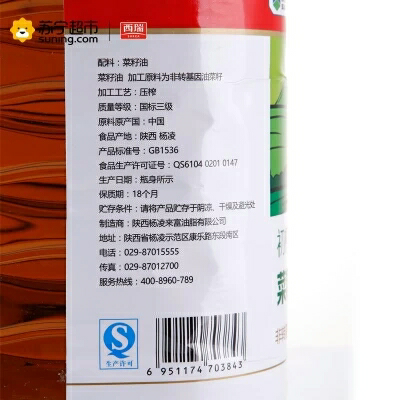 苏宁超市
suning.com
西瑞
配料：菜籽油
菜籽油 加工原料为非转基因油菜籽
加工工艺：压榨
质量等级：国标三级
原料原产国：中国
食品产地：陕西 杨凌
产品标准号：GB1536
食品生产许可证号：QS6104 0201 0147
生产日期：瓶身所示
保质期：18个月
贮存条件：请将产品贮存于阴凉、干燥及避光处
制造商：陕西杨凌来富油脂有限公司
地址：陕西省杨凌示范区康乐路东段南区
电话：029-87015555
传真：029-87012700
服务热线：400-8960-789
QS
生产许可
6 951174 703843
初
菜
非转